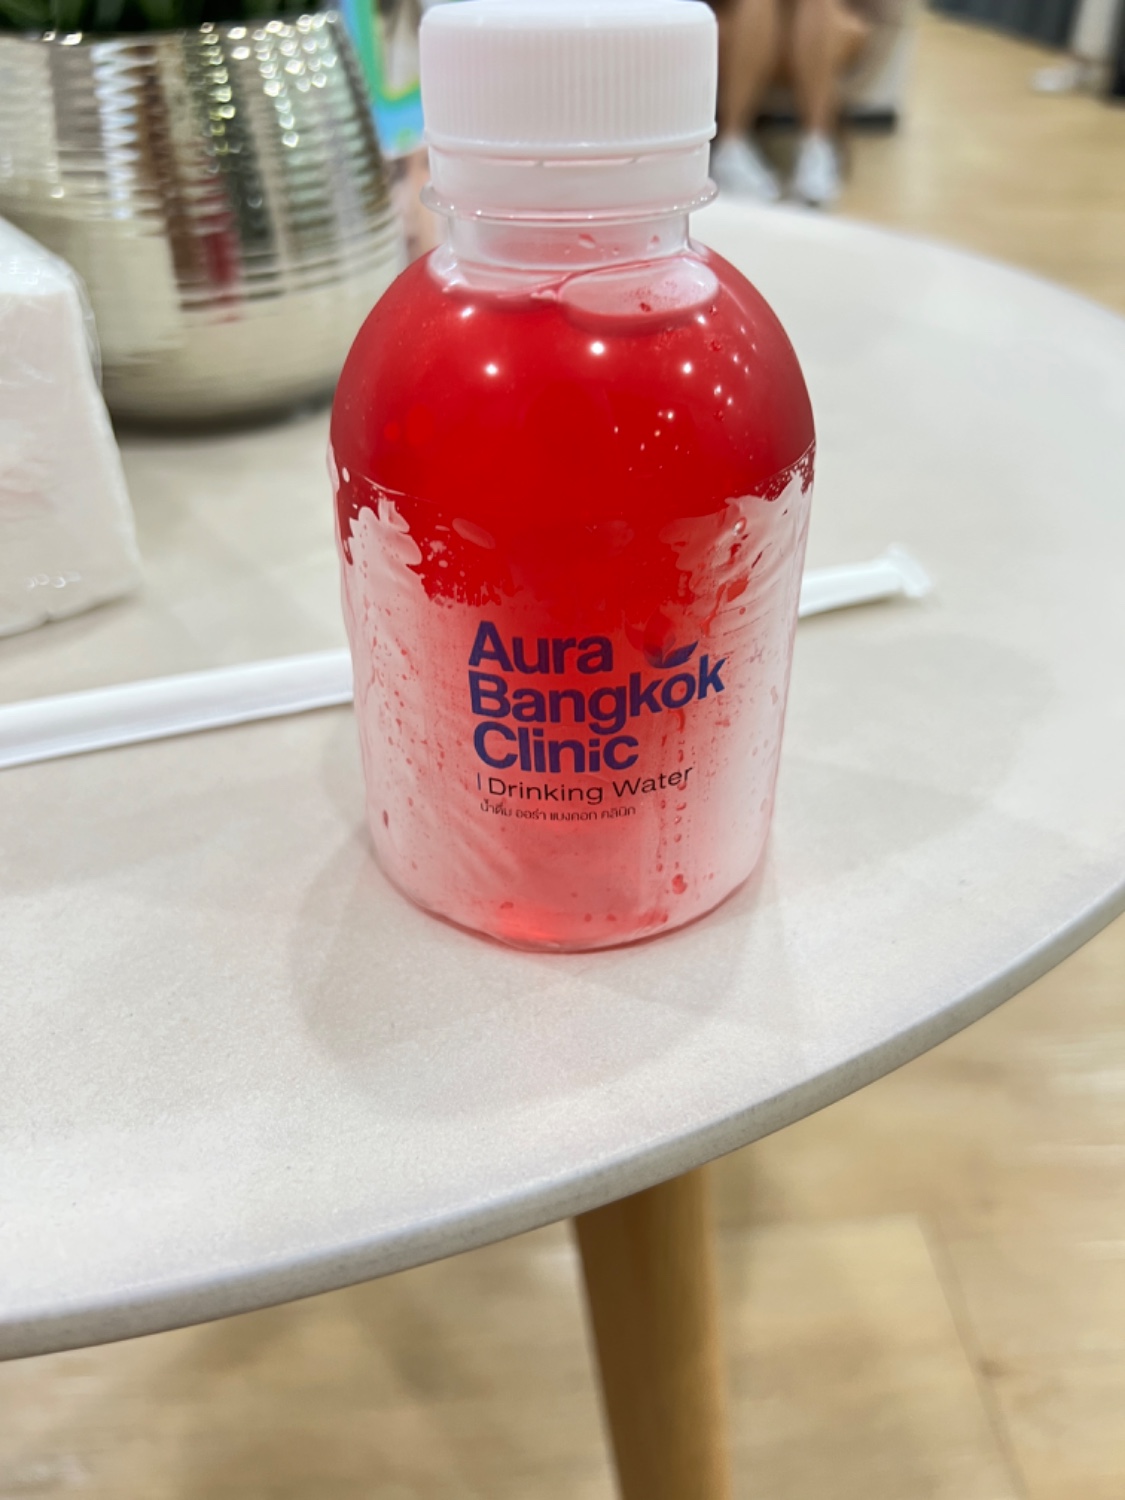 Aura
Bangkok
Clinic
| Drinking Water
น้ำดื่ม ออร่า แบงคอก คลินิก